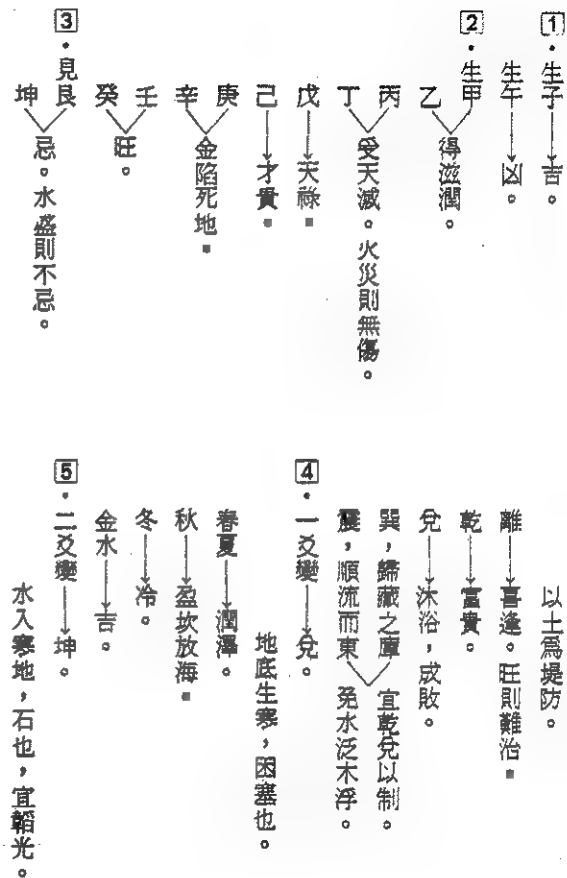 1・生子→吉。
生午→凶。
2・生甲
乙
得滋潤。
丙
丁
受天滅。火災則無傷。
戊→天祿。
己→才貴。
庚
辛
金陷死地。
壬
癸
旺。
3・見艮
坤
忌。水盛則不忌。
以土爲堤防。
離→喜逢。旺則難治。
乾→富貴。
兌→沐浴,成敗。
巽,歸藏之庫
震,順流而東
宜乾兌以制。
免水泛木浮。
4・一爻變→兌。
地底生寒,困塞也。
春夏→潤澤。
秋→盈坎放海。
冬→冷。
金水→吉。
5・二爻變→坤。
水入寒地,石也,宜韜光。